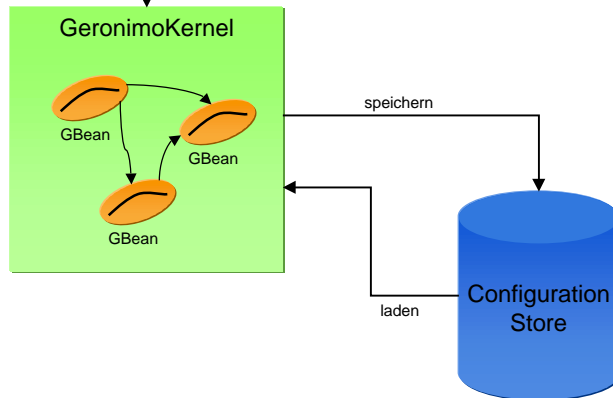 GeronimoKernel
GBean
GBean
GBean
speichern
laden
Configuration
Store